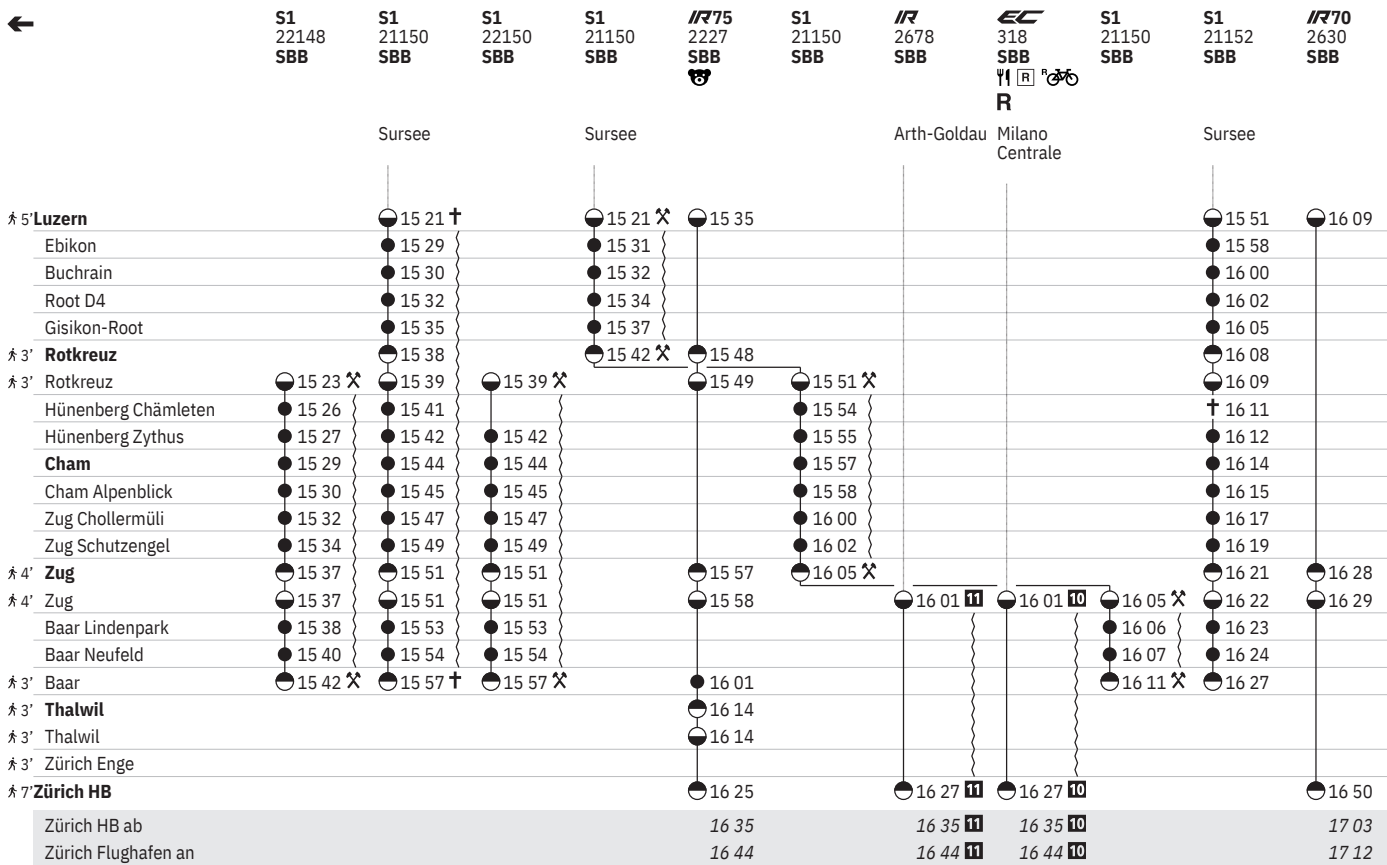 S1 S1 S1 S1 IR75 S1 IR EC S1 S1 IR70
22148 21150 22150 21150 2227 21150 2678 318 21150 21152 2630
SBB SBB SBB SBB SBB SBB SBB SBB SBB SBB SBB
R R
R
Sursee Sursee Arth-Goldau Milano Sursee
Centrale
5' Luzern 15 21 † 15 21 15 35 15 51 16 09
Ebikon 15 29 15 31 15 58
Buchrain 15 30 15 32 16 00
Root D4 15 32 15 34 16 02
Gisikon-Root 15 35 15 37 16 05
3' Rotkreuz 15 38 15 42 15 48 16 08
3' Rotkreuz 15 23 15 39 15 39 15 49 15 51 16 09
Hünenberg Chämleten 15 26 15 41 15 54 † 16 11
Hünenberg Zythus 15 27 15 42 15 42 15 55 16 12
Cham 15 29 15 44 15 44 15 57 16 14
Cham Alpenblick 15 30 15 45 15 45 15 58 16 15
Zug Chollermüli 15 32 15 47 15 47 16 00 16 17
Zug Schutzengel 15 34 15 49 15 49 16 02 16 19
4' Zug 15 37 15 51 15 51 15 57 16 05 16 21 16 28
4' Zug 15 37 15 51 15 51 15 58 16 01 11 16 01 10 16 05 16 22 16 29
Baar Lindenpark 15 38 15 53 15 53 16 06 16 23
Baar Neufeld 15 40 15 54 15 54 16 07 16 24
3' Baar 15 42 15 57 † 15 57 16 01 16 11 16 27
3' Thalwil 16 14
3' Thalwil 16 14
3' Zürich Enge
7' Zürich HB 16 25 16 27 11 16 27 10 16 50
Zürich HB ab 16 35 16 35 11 16 35 10 17 03
Zürich Flughafen an 16 44 16 44 11 16 44 10 17 12